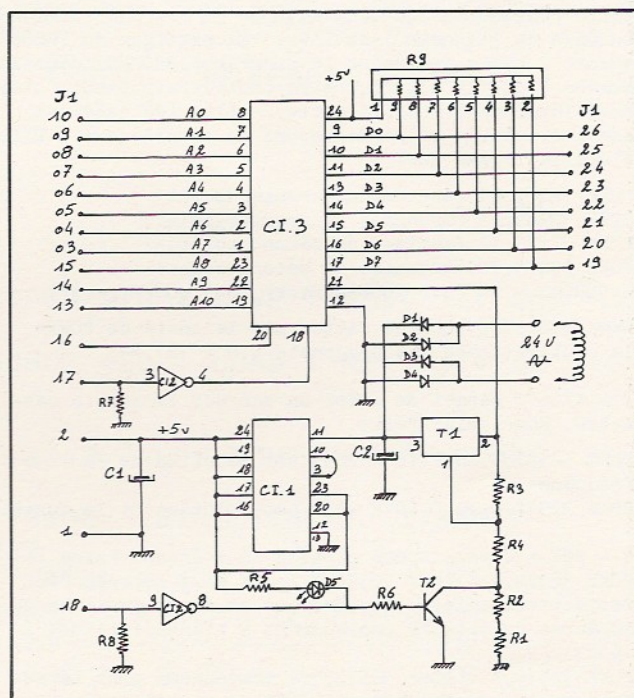 R9
+5v
J1
1 9 8 7 6 5 4 3 2
J1
10 A0 8
09 A1 7
08 A2 6
07 A3 5
06 A4 4
05 A5 3
04 A6 2
03 A7 1
15 A8 23
14 A9 22
13 A10 19
16 20
18
CI.3
24
9 D0 26
10 D1 25
11 D2 24
13 D3 23
14 D4 22
15 D5 21
16 D6 20
17 D7 19
21
12
D1
D2
D3
D4
24V
17 3 CI2 4
R7
2 +5v
C1
1
24
19
18
17
16
CI.1
11
10
3
23
20
12
C2
3 T1 2
1
R3
R4
R5 D5
18 9 CI2 8
R8
R6
T2
R2
R1